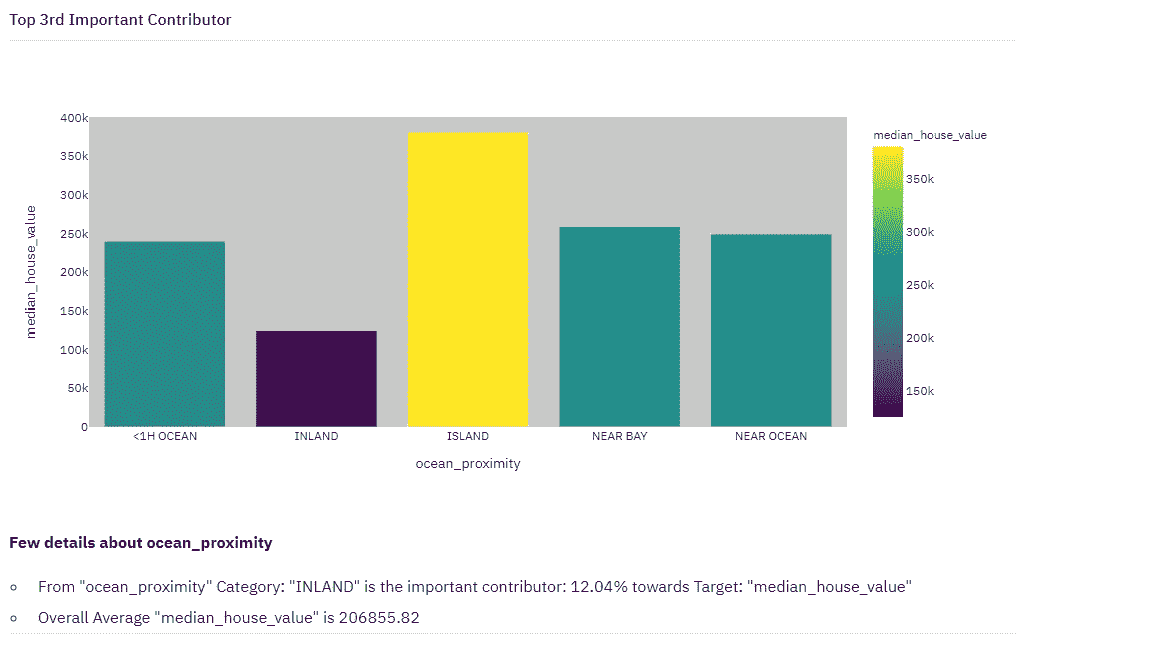 Top 3rd Important Contributor
400k
350k
300k
250k
200k
150k
100k
50k
0
median_house_value
<1H OCEAN
INLAND
ISLAND
NEAR BAY
NEAR OCEAN
ocean_proximity
median_house_value
350k
300k
250k
200k
150k
Few details about ocean_proximity
From "ocean_proximity" Category: "INLAND" is the important contributor: 12.04% towards Target: "median_house_value"
Overall Average "median_house_value" is 206855.82